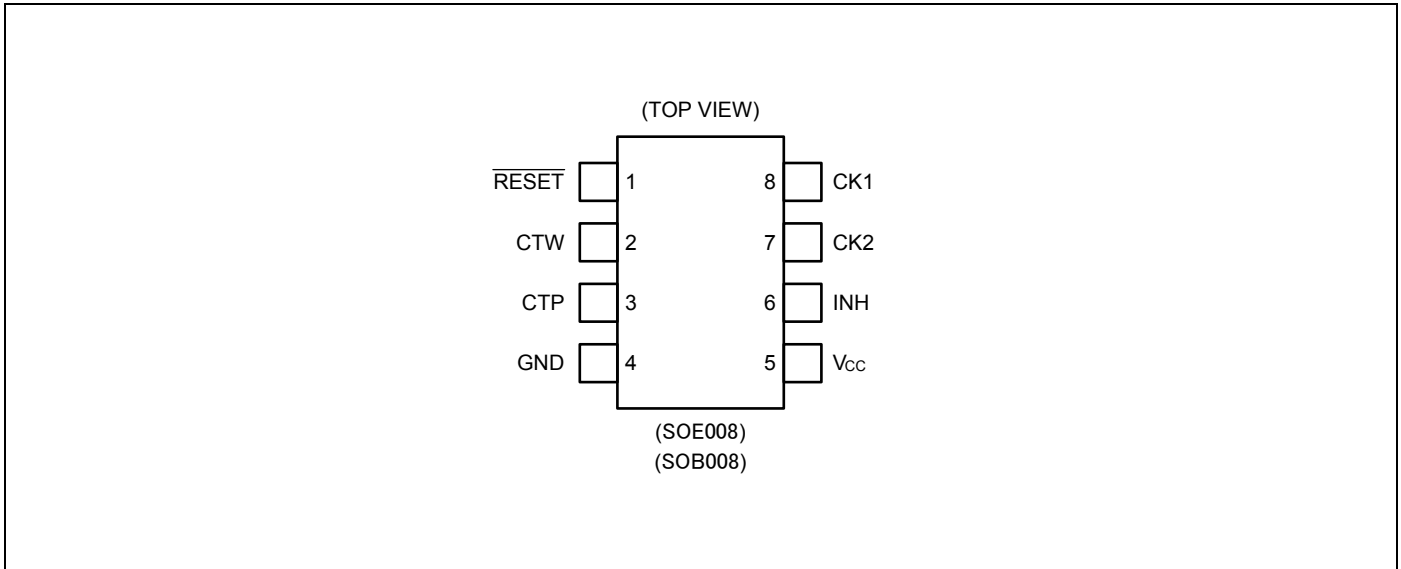 (TOP VIEW)
RESET 1 8 CK1
CTW 2 7 CK2
CTP 3 6 INH
GND 4 5 VCC
(SOE008)
(SOB008)